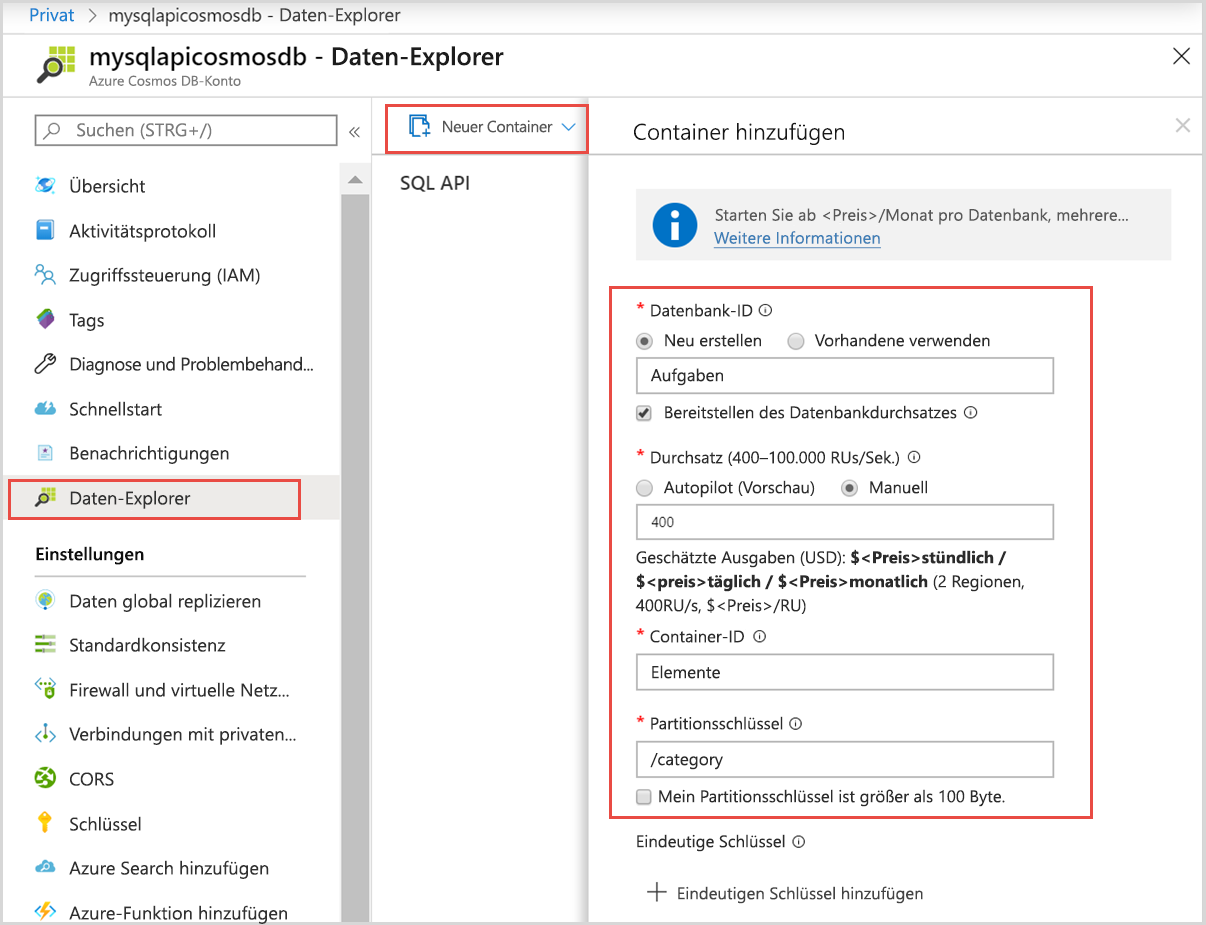 Privat > mysqlapicosmosdb - Daten-Explorer
mysqlapicosmosdb - Daten-Explorer
Azure Cosmos DB-Konto
Suchen (STRG+/)
«
Übersicht
Aktivitätsprotokoll
Zugriffssteuerung (IAM)
Tags
Diagnose und Problembehand...
Schnellstart
Benachrichtigungen
Daten-Explorer
Einstellungen
Daten global replizieren
Standardkonsistenz
Firewall und virtuelle Netz...
Verbindungen mit privaten...
CORS
Schlüssel
Azure Search hinzufügen
Azure-Funktion hinzufügen
Neuer Container
SQL API
Container hinzufügen
Starten Sie ab <Preis>/Monat pro Datenbank, mehrere...
Weitere Informationen
* Datenbank-ID
Neu erstellen Vorhandene verwenden
Aufgaben
Bereitstellen des Datenbankdurchsatzes
* Durchsatz (400–100.000 RUs/Sek.)
Autopilot (Vorschau) Manuell
400
Geschätzte Ausgaben (USD): $<Preis>stündlich /
$<preis>täglich / $<Preis>monatlich (2 Regionen,
400RU/s, $<Preis>/RU)
* Container-ID
Elemente
* Partitionsschlüssel
/category
Mein Partitionsschlüssel ist größer als 100 Byte.
Eindeutige Schlüssel
Eindeutigen Schlüssel hinzufügen